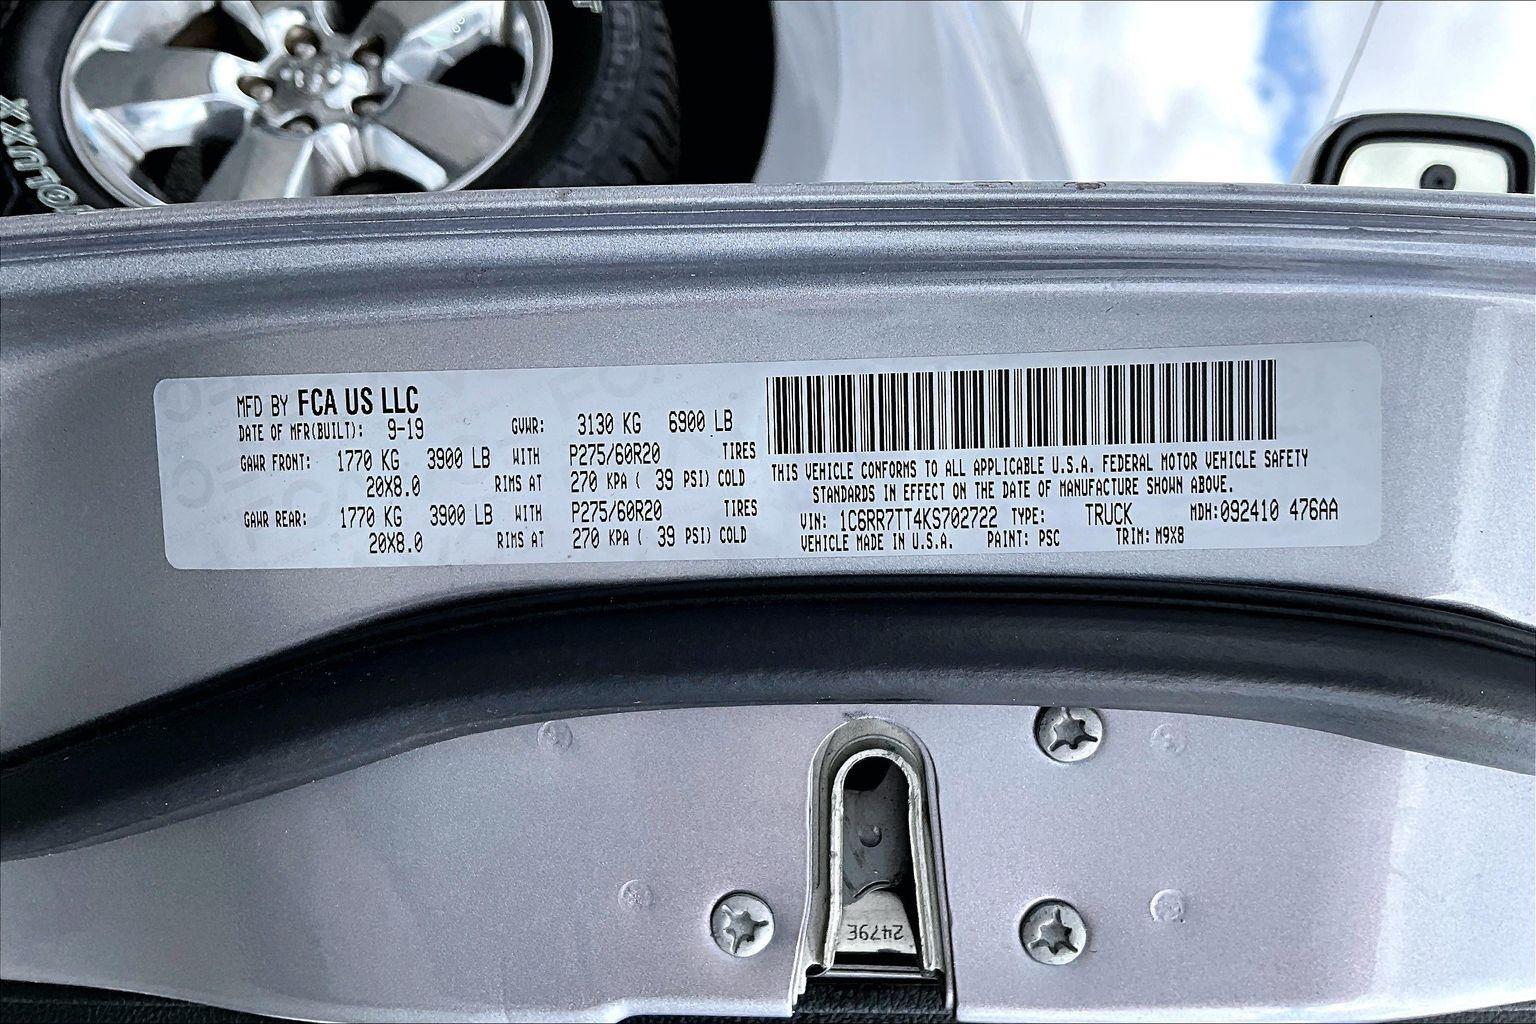 MFD BY FCA US LLC
DATE OF MFR(BUILT): 9-19 GVWR: 3130 KG 6900 LB
GAWR FRONT: 1770 KG 3900 LB WITH P275/60R20 TIRES
20X8.0 RIMS AT 270 KPA ( 39 PSI) COLD
GAWR REAR: 1770 KG 3900 LB WITH P275/60R20 TIRES
20X8.0 RIMS AT 270 KPA ( 39 PSI) COLD
THIS VEHICLE CONFORMS TO ALL APPLICABLE U.S.A. FEDERAL MOTOR VEHICLE SAFETY
STANDARDS IN EFFECT ON THE DATE OF MANUFACTURE SHOWN ABOVE.
VIN: 1C6RR7TT4KS702722 TYPE: TRUCK MDH:092410 476AA
VEHICLE MADE IN U.S.A. PAINT: PSC TRIM: M9X8
2479E